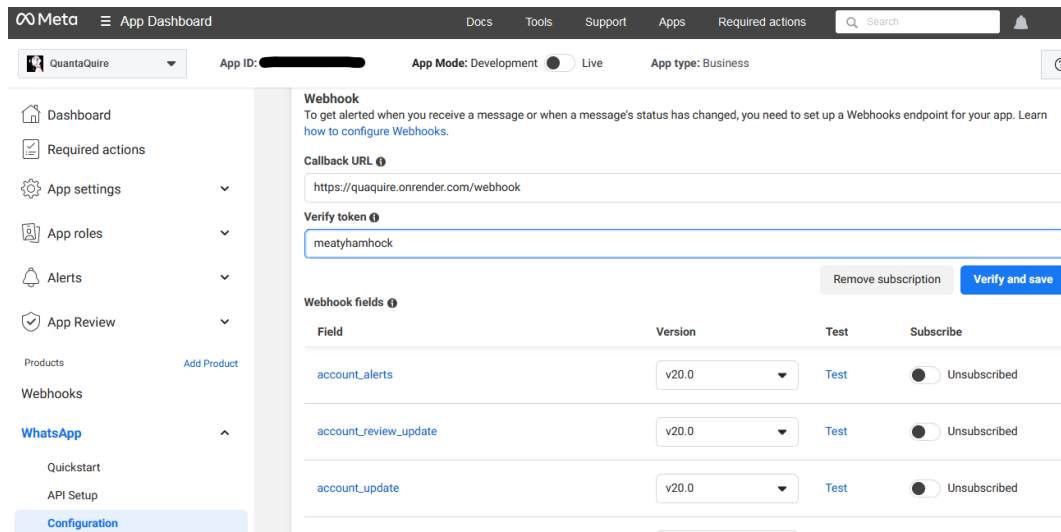 Meta App Dashboard Docs Tools Support Apps Required actions Search
QuantaQuire App ID: App Mode: Development Live App type: Business
Dashboard
Required actions
App settings
App roles
Alerts
App Review
Products Add Product
Webhooks
WhatsApp
Quickstart
API Setup
Configuration
Webhook
To get alerted when you receive a message or when a message's status has changed, you need to set up a Webhooks endpoint for your app. Learn
how to configure Webhooks.
Callback URL
https://quaquire.onrender.com/webhook
Verify token
meatyhamhock
Remove subscription Verify and save
Webhook fields
Field Version Test Subscribe
account_alerts v20.0 Test Unsubscribed
account_review_update v20.0 Test Unsubscribed
account_update v20.0 Test Unsubscribed